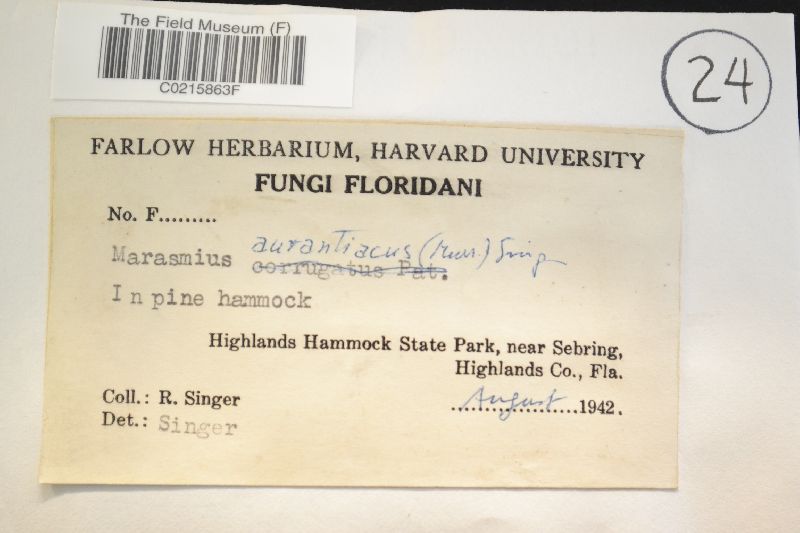 The Field Museum (F)
C0215863F
24
FARLOW HERBARIUM, HARVARD UNIVERSITY
FUNGI FLORIDANI
No. F.........
aurantiacus (Murr.) Sing
Marasmius corrugatus Pat.
In pine hammock
Highlands Hammock State Park, near Sebring,
Highlands Co., Fla.
Coll.: R. Singer
August 1942.
Det.: Singer